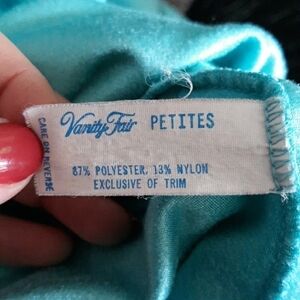 Vanity Fair PETITES
CARE ON REVERSE
87% POLYESTER, 13% NYLON
EXCLUSIVE OF TRIM